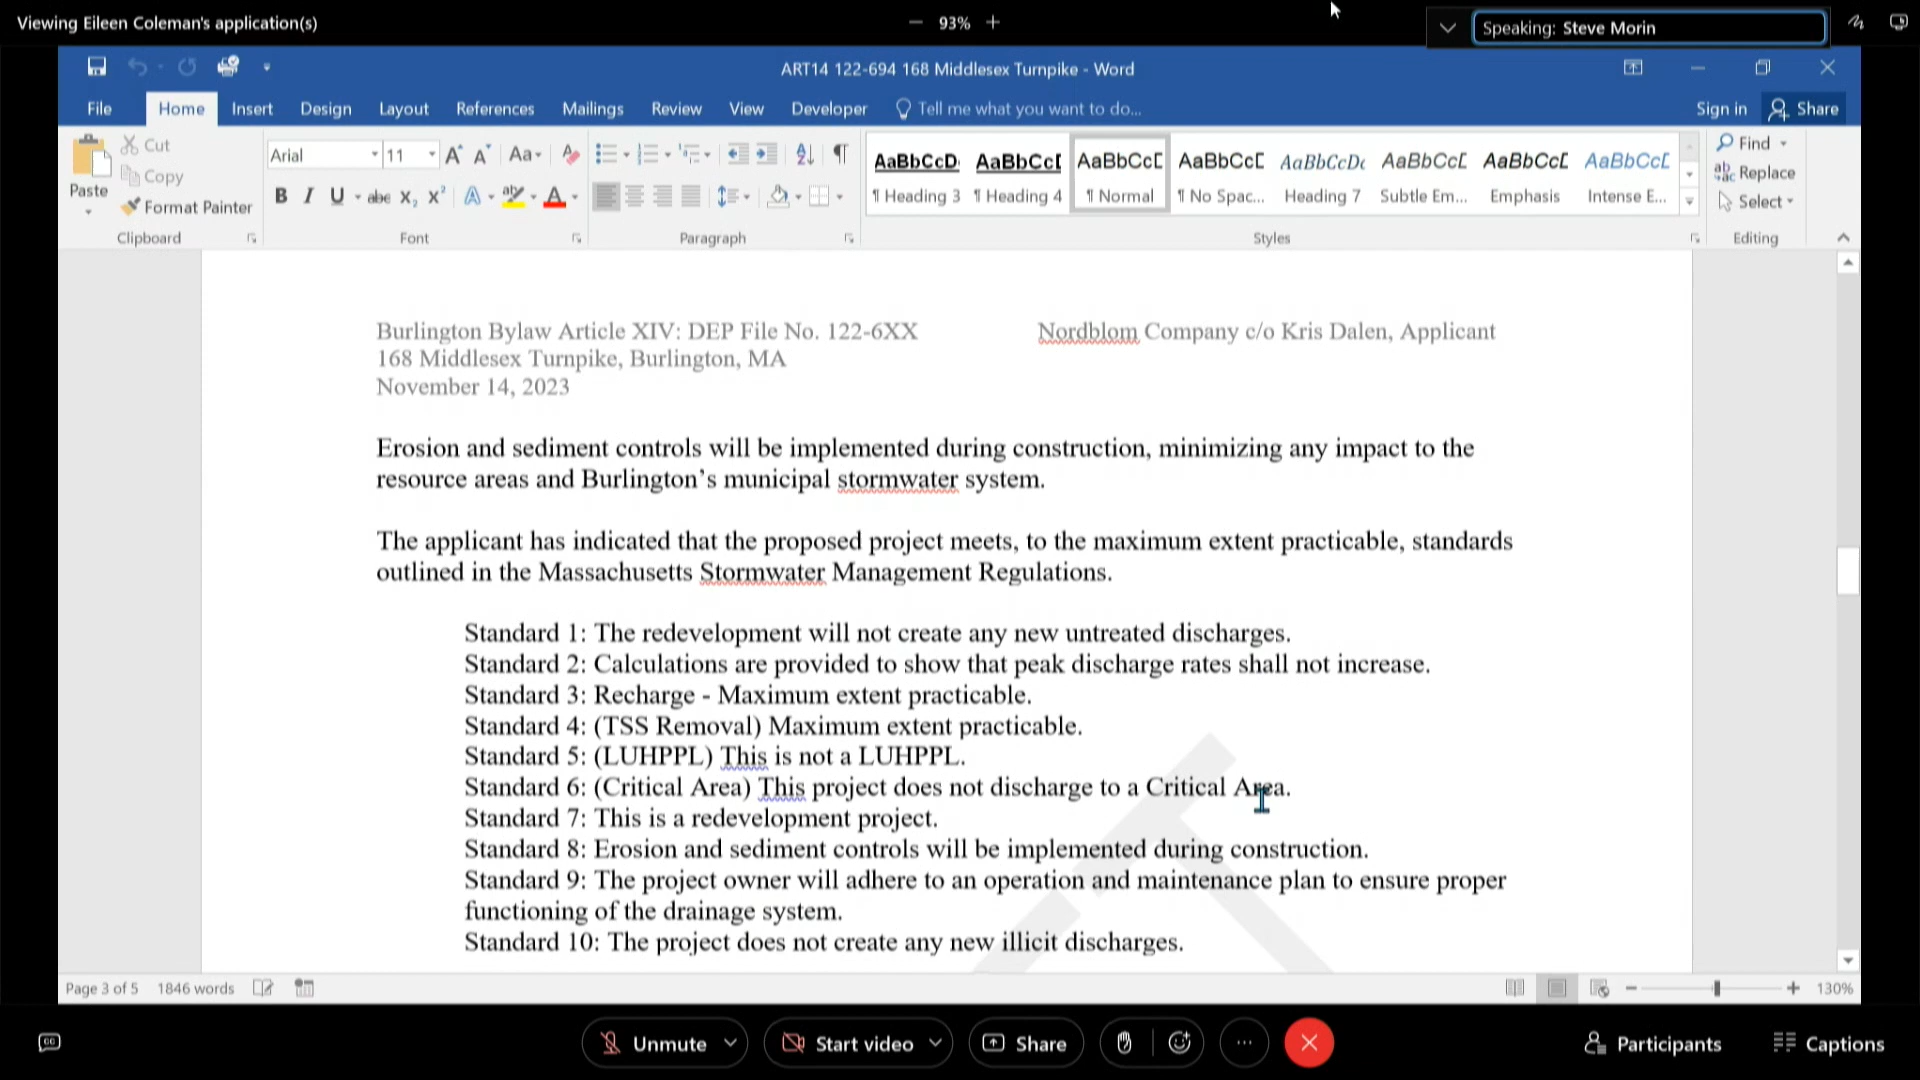 Viewing Eileen Coleman's application(s)
93%
Speaking: Steve Morin
ART14 122-694 168 Middlesex Turnpike - Word
File Home Insert Design Layout References Mailings Review View Developer Tell me what you want to do... Sign in Share
Paste
Cut
Copy
Format Painter
Clipboard
Arial 11
Font
Paragraph
AaBbCcD AaBbCcI AaBbCcD AaBbCcD AaBbCcDc AaBbCcD AaBbCcD AaBbCcD
¶ Heading 3 ¶ Heading 4 ¶ Normal ¶ No Spac... Heading 7 Subtle Em... Emphasis Intense E...
Styles
Find
Replace
Select
Editing
Burlington Bylaw Article XIV: DEP File No. 122-6XX Nordblom Company c/o Kris Dalen, Applicant
168 Middlesex Turnpike, Burlington, MA
November 14, 2023
Erosion and sediment controls will be implemented during construction, minimizing any impact to the
resource areas and Burlington’s municipal stormwater system.
The applicant has indicated that the proposed project meets, to the maximum extent practicable, standards
outlined in the Massachusetts Stormwater Management Regulations.
Standard 1: The redevelopment will not create any new untreated discharges.
Standard 2: Calculations are provided to show that peak discharge rates shall not increase.
Standard 3: Recharge - Maximum extent practicable.
Standard 4: (TSS Removal) Maximum extent practicable.
Standard 5: (LUHPPL) This is not a LUHPPL.
Standard 6: (Critical Area) This project does not discharge to a Critical Area.
Standard 7: This is a redevelopment project.
Standard 8: Erosion and sediment controls will be implemented during construction.
Standard 9: The project owner will adhere to an operation and maintenance plan to ensure proper
functioning of the drainage system.
Standard 10: The project does not create any new illicit discharges.
Page 3 of 5 1846 words 130%
Unmute Start video Share Participants Captions